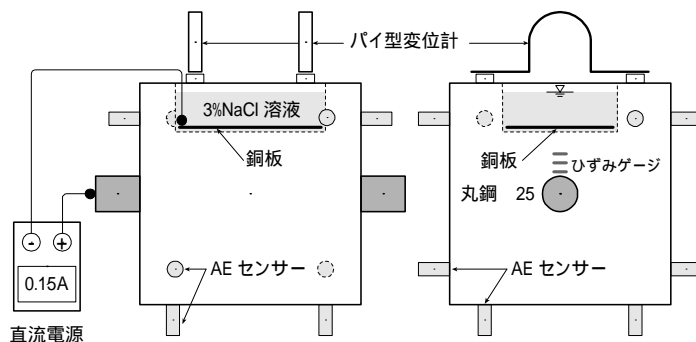 パイ型変位計
3%NaCl 溶液
銅板
銅板
ひずみゲージ
丸鋼 25
- +
0.15A
AE センサー
AE センサー
直流電源